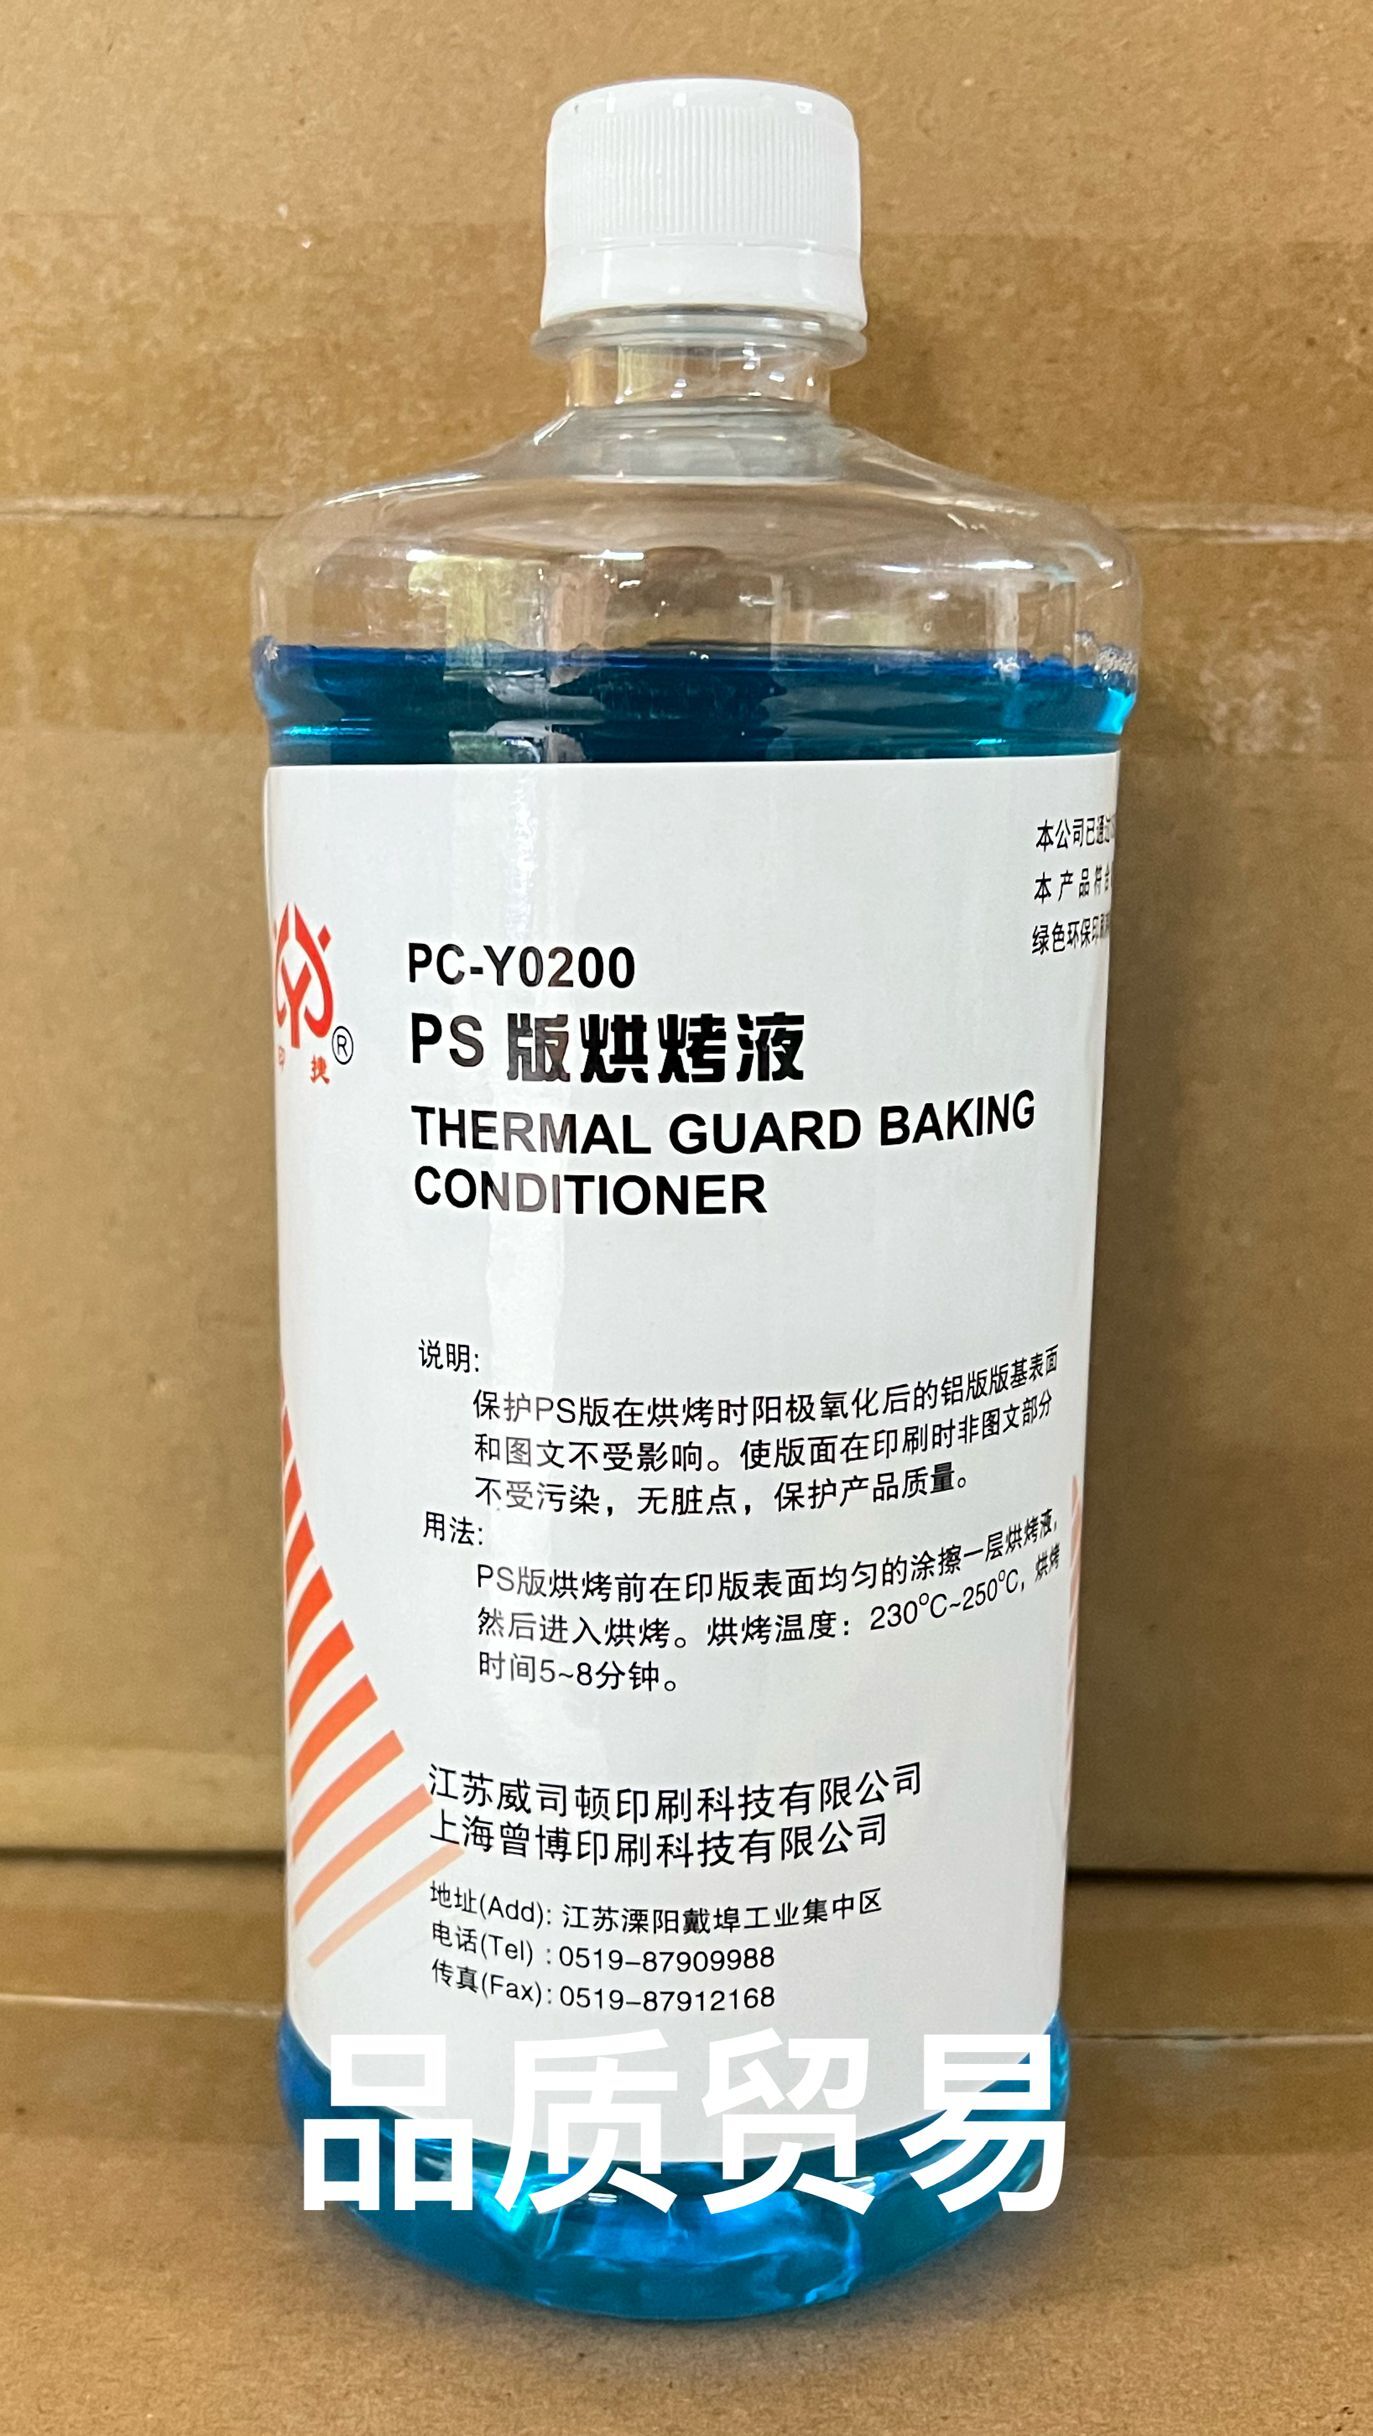 本公司已通过
本产品符合
绿色环保印刷
印捷
®
PC-Y0200
PS版烘烤液
THERMAL GUARD BAKING
CONDITIONER
说明:
保护PS版在烘烤时阳极氧化后的铝版版基表面
和图文不受影响。使版面在印刷时非图文部分
不受污染，无脏点，保护产品质量。
用法:
PS版烘烤前在印版表面均匀的涂擦一层烘烤液，
然后进入烘烤。烘烤温度：230°C~250°C，烘烤
时间5~8分钟。
江苏威司顿印刷科技有限公司
上海曾博印刷科技有限公司
地址(Add): 江苏溧阳戴埠工业集中区
电话(Tel) : 0519-87909988
传真(Fax): 0519-87912168
品质贸易